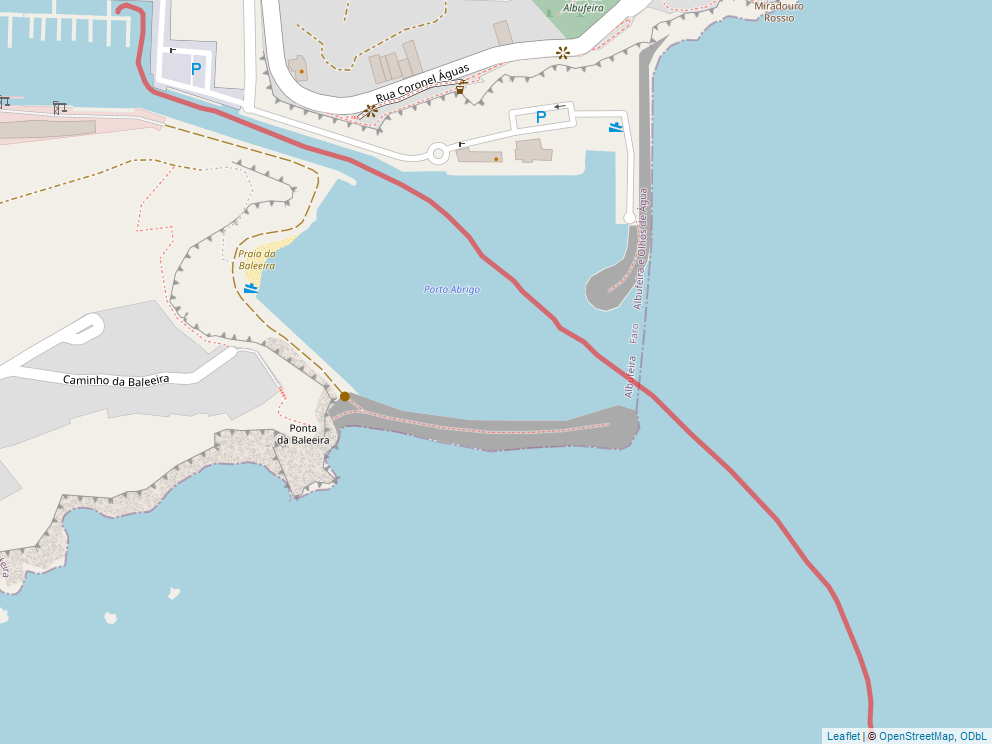 Albufeira
Miradouro
Rossio
P
Rua Coronel Águas
P
Praia da
Baleeira
Porto Abrigo
Albufeira e Olhos de Água
Faro
Albufeira
Caminho da Baleeira
Ponta
da Baleeira
Leaflet | © OpenStreetMap, ODbL